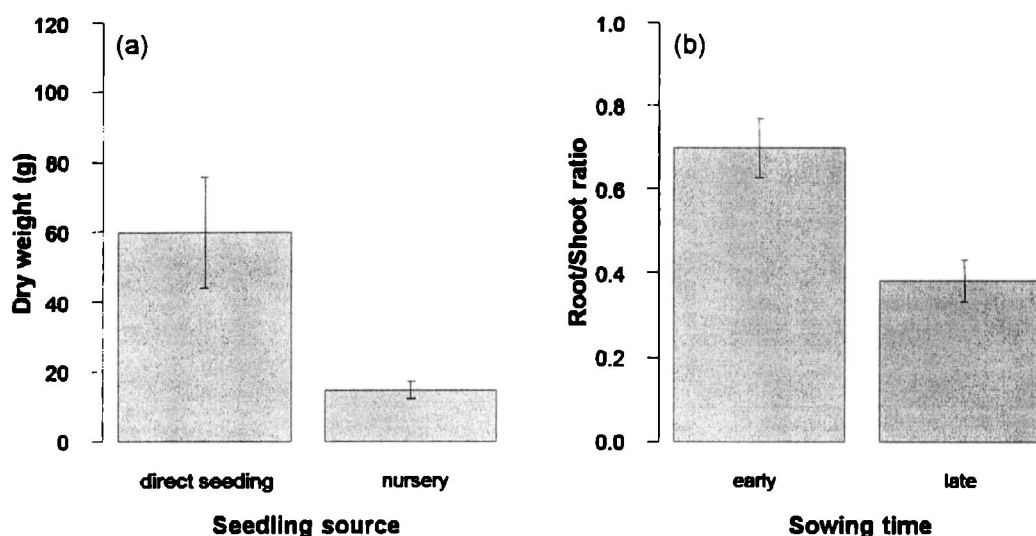 (a)
120
100
80
60
40
20
0
Dry weight (g)
direct seeding
nursery
Seedling source
(b)
1.0
0.8
0.6
0.4
0.2
0.0
Root/Shoot ratio
early
late
Sowing time